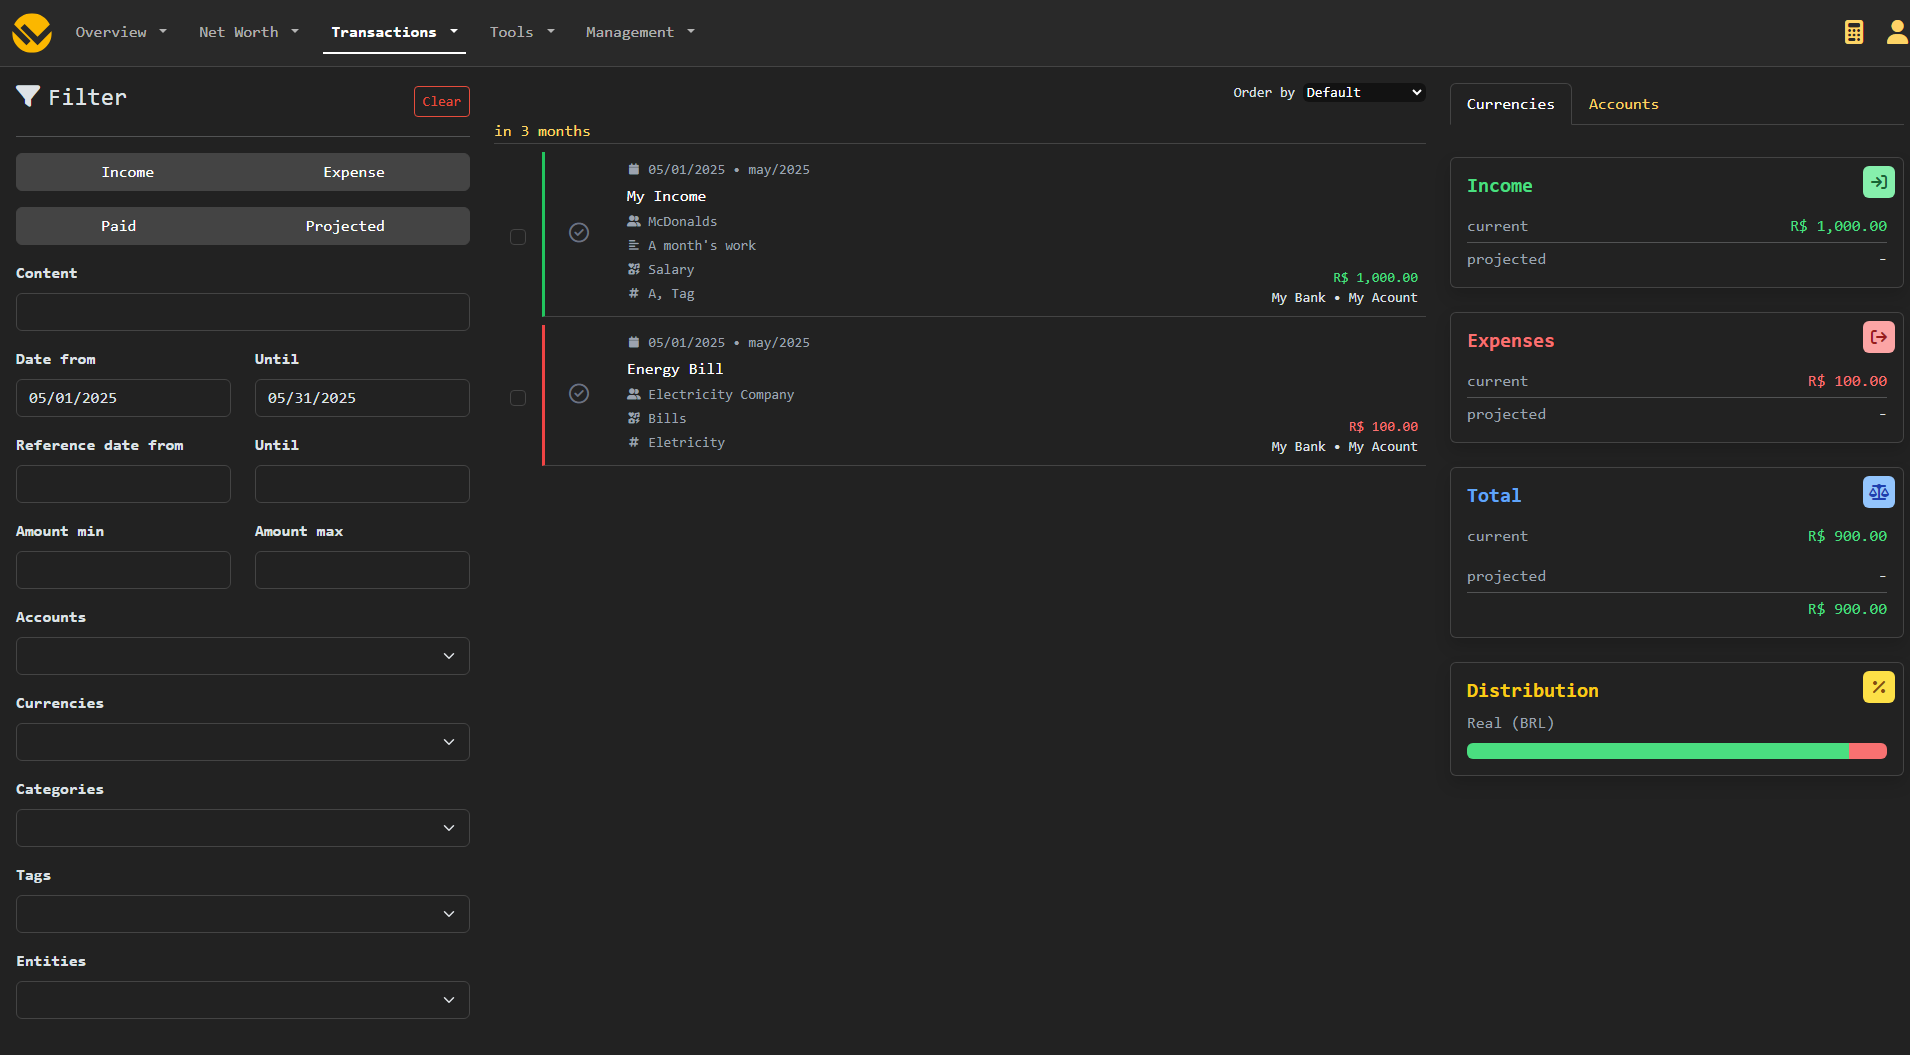 Overview Net Worth Transactions Tools Management
Filter
Clear
Income Expense
Paid Projected
Content
Date from Until
05/01/2025 05/31/2025
Reference date from Until
Amount min Amount max
Accounts
Currencies
Categories
Tags
Entities
Order by Default
in 3 months
05/01/2025 • may/2025
My Income
McDonalds
A month's work
Salary
# A, Tag
R$ 1,000.00
My Bank • My Acount
05/01/2025 • may/2025
Energy Bill
Electricity Company
Bills
# Eletricity
R$ 100.00
My Bank • My Acount
Currencies Accounts
Income
current R$ 1,000.00
projected -
Expenses
current R$ 100.00
projected -
Total
current R$ 900.00
projected -
R$ 900.00
Distribution
Real (BRL)